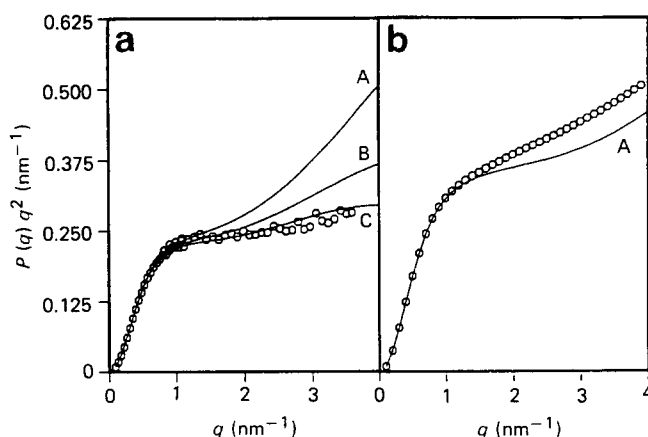 a
b
0.625
0.500
0.375
0.250
0.125
0
P(q) q² (nm⁻¹)
A
B
C
A
0 1 2 3
0 1 2 3 4
q (nm⁻¹)
q (nm⁻¹)